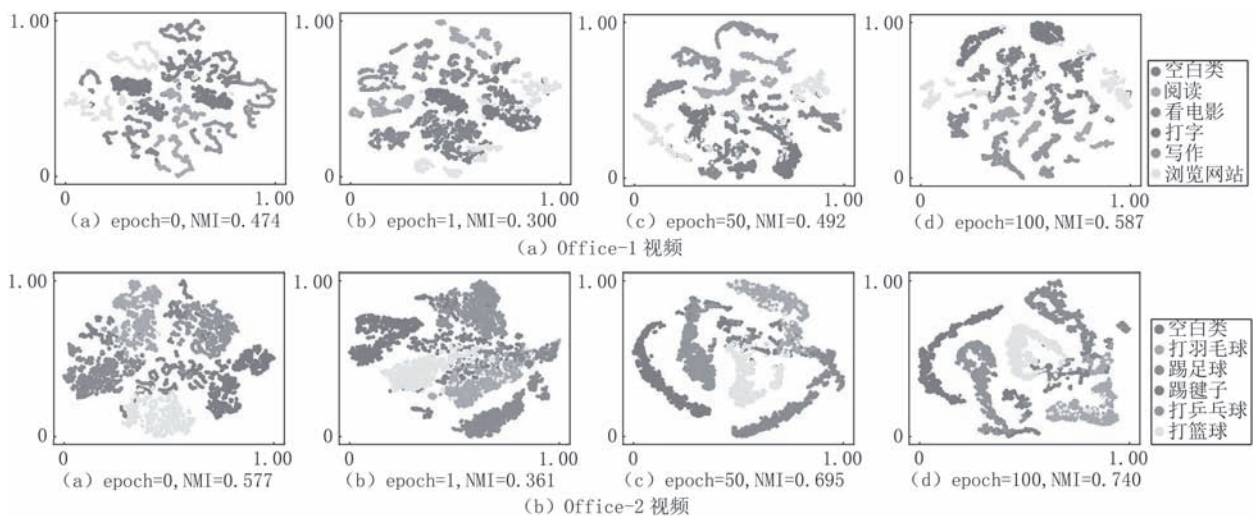 1.00 1.00 1.00 1.00
0 0 0 0
0 1.00 0 1.00 0 1.00 0 1.00
空白类
阅读
看电影
打字
写作
浏览网站
(a) epoch=0, NMI=0.474 (b) epoch=1, NMI=0.300 (c) epoch=50, NMI=0.492 (d) epoch=100, NMI=0.587
(a) Office-1 视频
1.00 1.00 1.00 1.00
0 0 0 0
0 1.00 0 1.00 0 1.00 0 1.00
空白类
打羽毛球
踢足球
踢毽子
打乒乓球
打篮球
(a) epoch=0, NMI=0.577 (b) epoch=1, NMI=0.361 (c) epoch=50, NMI=0.695 (d) epoch=100, NMI=0.740
(b) Office-2 视频